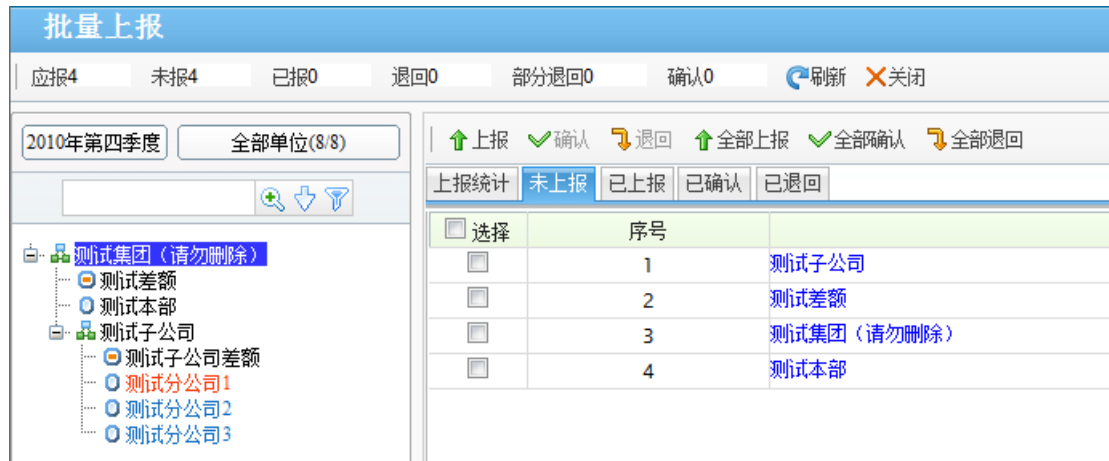 批量上报
应报4 未报4 已报0 退回0 部分退回0 确认0 刷新 关闭
2010年第四季度 全部单位(8/8)
测试集团（请勿删除）
测试差额
测试本部
测试子公司
测试子公司差额
测试分公司1
测试分公司2
测试分公司3
上报 确认 退回 全部上报 全部确认 全部退回
上报统计 未上报 已上报 已确认 已退回
选择 序号
1 测试子公司
2 测试差额
3 测试集团（请勿删除）
4 测试本部